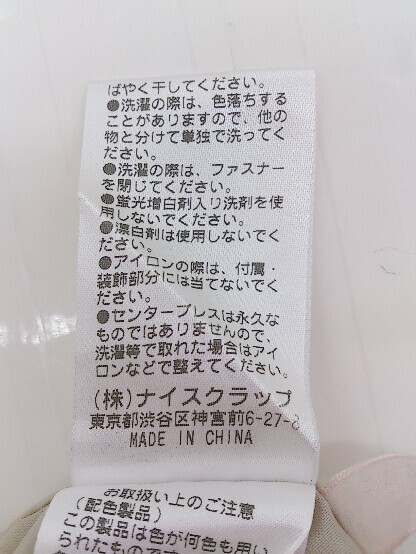 ばやく干してください。
●洗濯の際は、色落ちする
ことがありますので、他の
物と分けて単独で洗ってく
ださい。
●洗濯の際は、ファスナー
を閉じてください。
●蛍光増白剤入り洗剤を使
用しないでください。
●漂白剤は使用しないでく
ださい。
●アイロンの際は、付属・
装飾部分には当てないでく
ださい。
●センタープレスは永久な
ものではありませんので、
洗濯等で取れた場合はアイ
ロンなどで整えてください。
(株)ナイスクラップ
東京都渋谷区神宮前6-27-8
MADE IN CHINA
お取扱い上のご注意
(配色製品)
この製品は色が何色も用い
られたもので